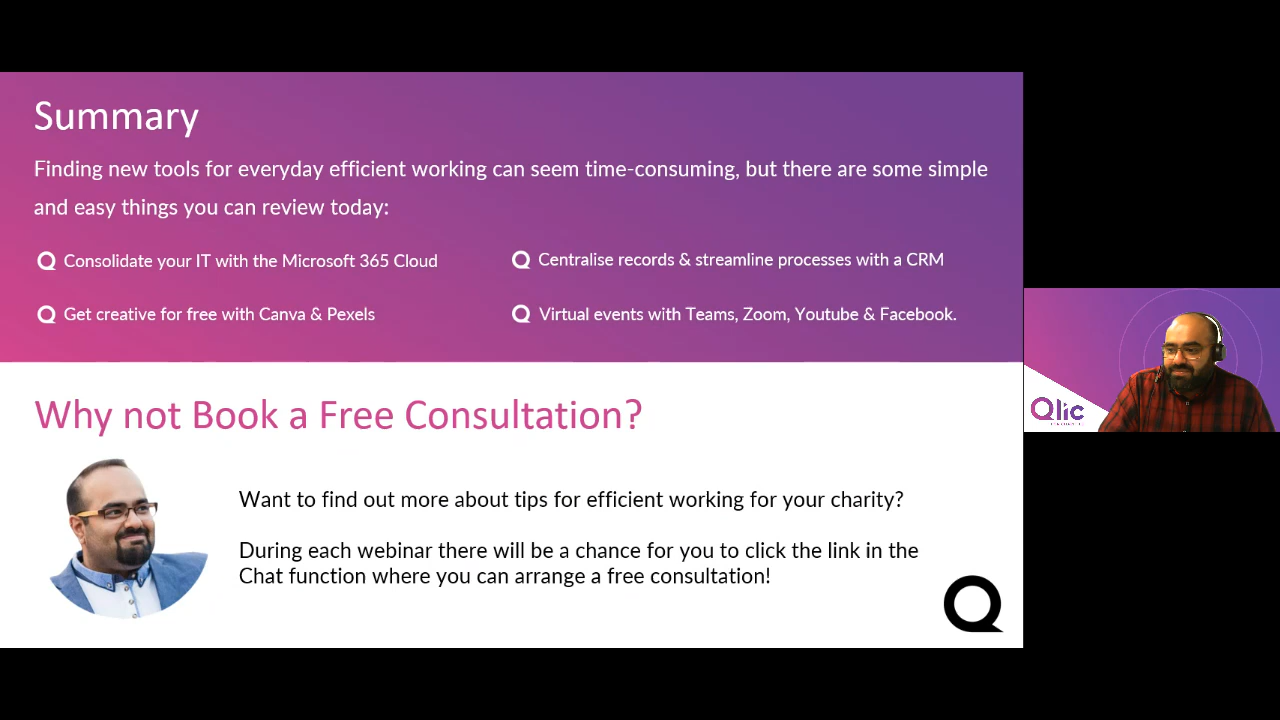 Summary
Finding new tools for everyday efficient working can seem time-consuming, but there are some simple
and easy things you can review today:
Consolidate your IT with the Microsoft 365 Cloud
Centralise records & streamline processes with a CRM
Get creative for free with Canva & Pexels
Virtual events with Teams, Zoom, Youtube & Facebook.
Why not Book a Free Consultation?
Want to find out more about tips for efficient working for your charity?
During each webinar there will be a chance for you to click the link in the
Chat function where you can arrange a free consultation!
Qlic